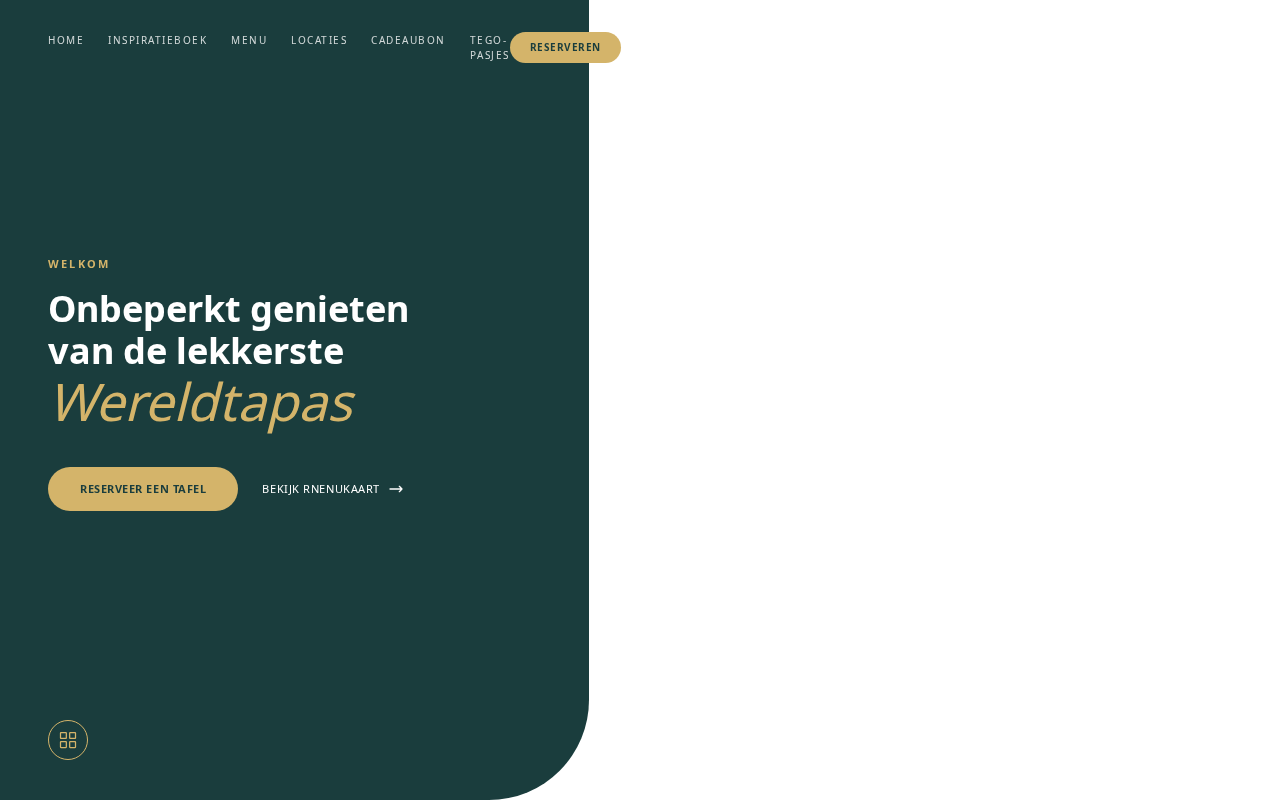 HOME INSPIRATIEBOEK MENU LOCATIES CADEAUBON TEGO-
PASJES
RESERVEREN
WELKOM
Onbeperkt genieten
van de lekkerste
Wereldtapas
RESERVEER EEN TAFEL BEKIJK RNENUKAART →